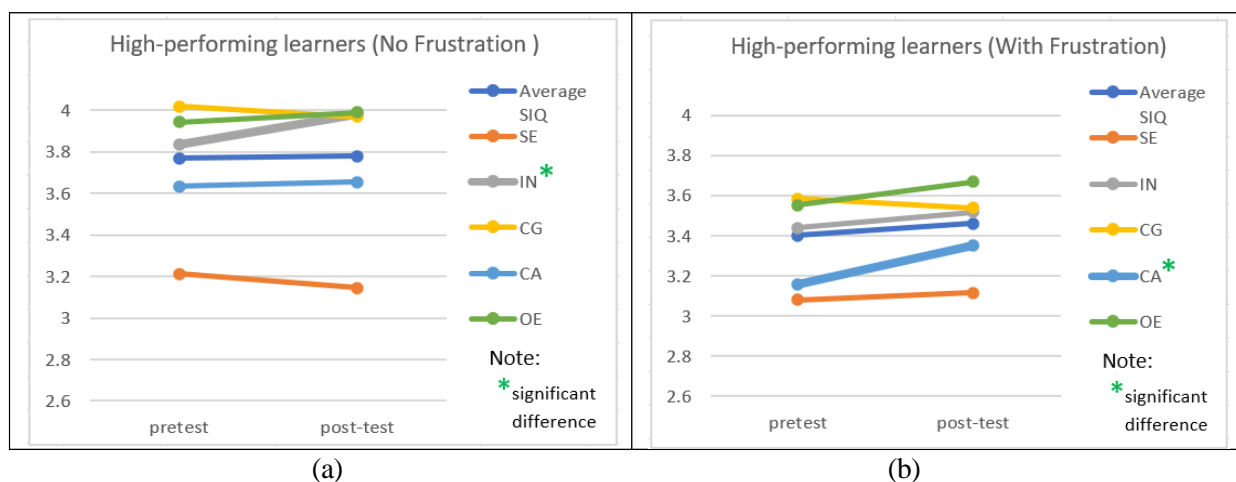 High-performing learners (No Frustration )
4
3.8
3.6
3.4
3.2
3
2.8
2.6
pretest
post-test
Average
SIQ
SE
IN *
CG
CA
OE
Note:
* significant
difference
(a)
High-performing learners (With Frustration)
4
3.8
3.6
3.4
3.2
3
2.8
2.6
pretest
post-test
Average
SIQ
SE
IN
CG
CA *
OE
Note:
* significant
difference
(b)